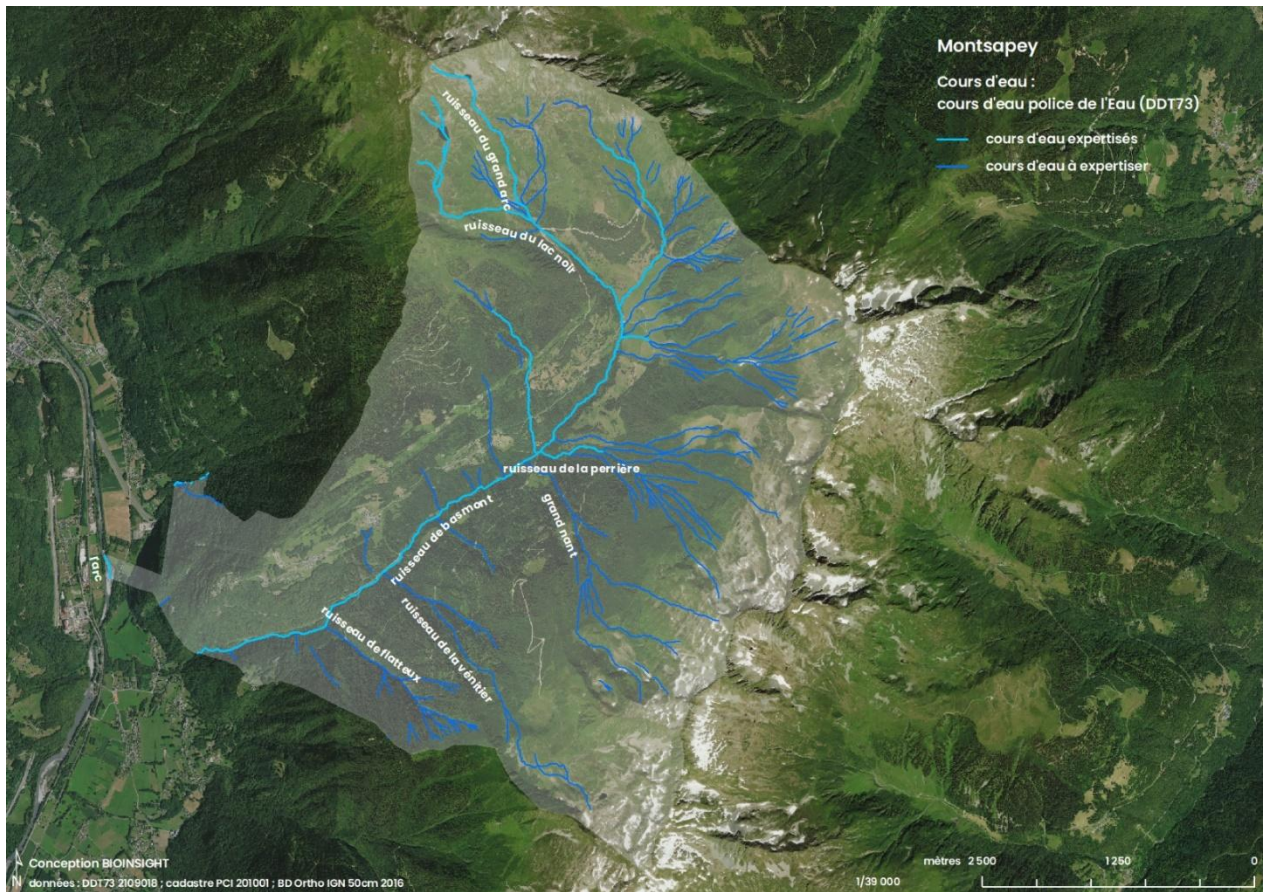 Montsapey
Cours d'eau :
cours d'eau police de l'Eau (DDT73)
cours d'eau expertisés
cours d'eau à expertiser
ruisseau du grand arc
ruisseau du lac noir
ruisseau de la perrière
grand nant
ruisseau de basmont
l'arc
ruisseau de flatteux
ruisseau de la vénitier
Conception BIOINSIGHT
N données : DDT73 2109018 ; cadastre PCI 201001 ; BD Ortho IGN 50cm 2016
mètres 2 500 1 250 0
1/39 000